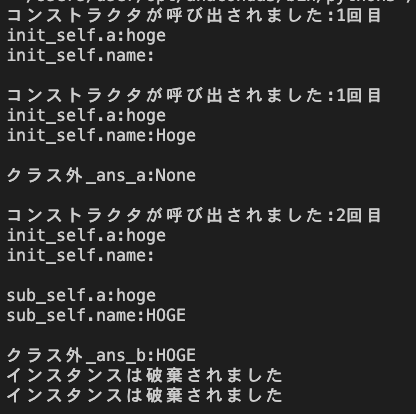 コンストラクタが呼び出されました:1回目
init_self.a:hoge
init_self.name:
コンストラクタが呼び出されました:1回目
init_self.a:hoge
init_self.name:Hoge
クラス外_ans_a:None
コンストラクタが呼び出されました:2回目
init_self.a:hoge
init_self.name:
sub_self.a:hoge
sub_self.name:HOGE
クラス外_ans_b:HOGE
インスタンスは破棄されました
インスタンスは破棄されました